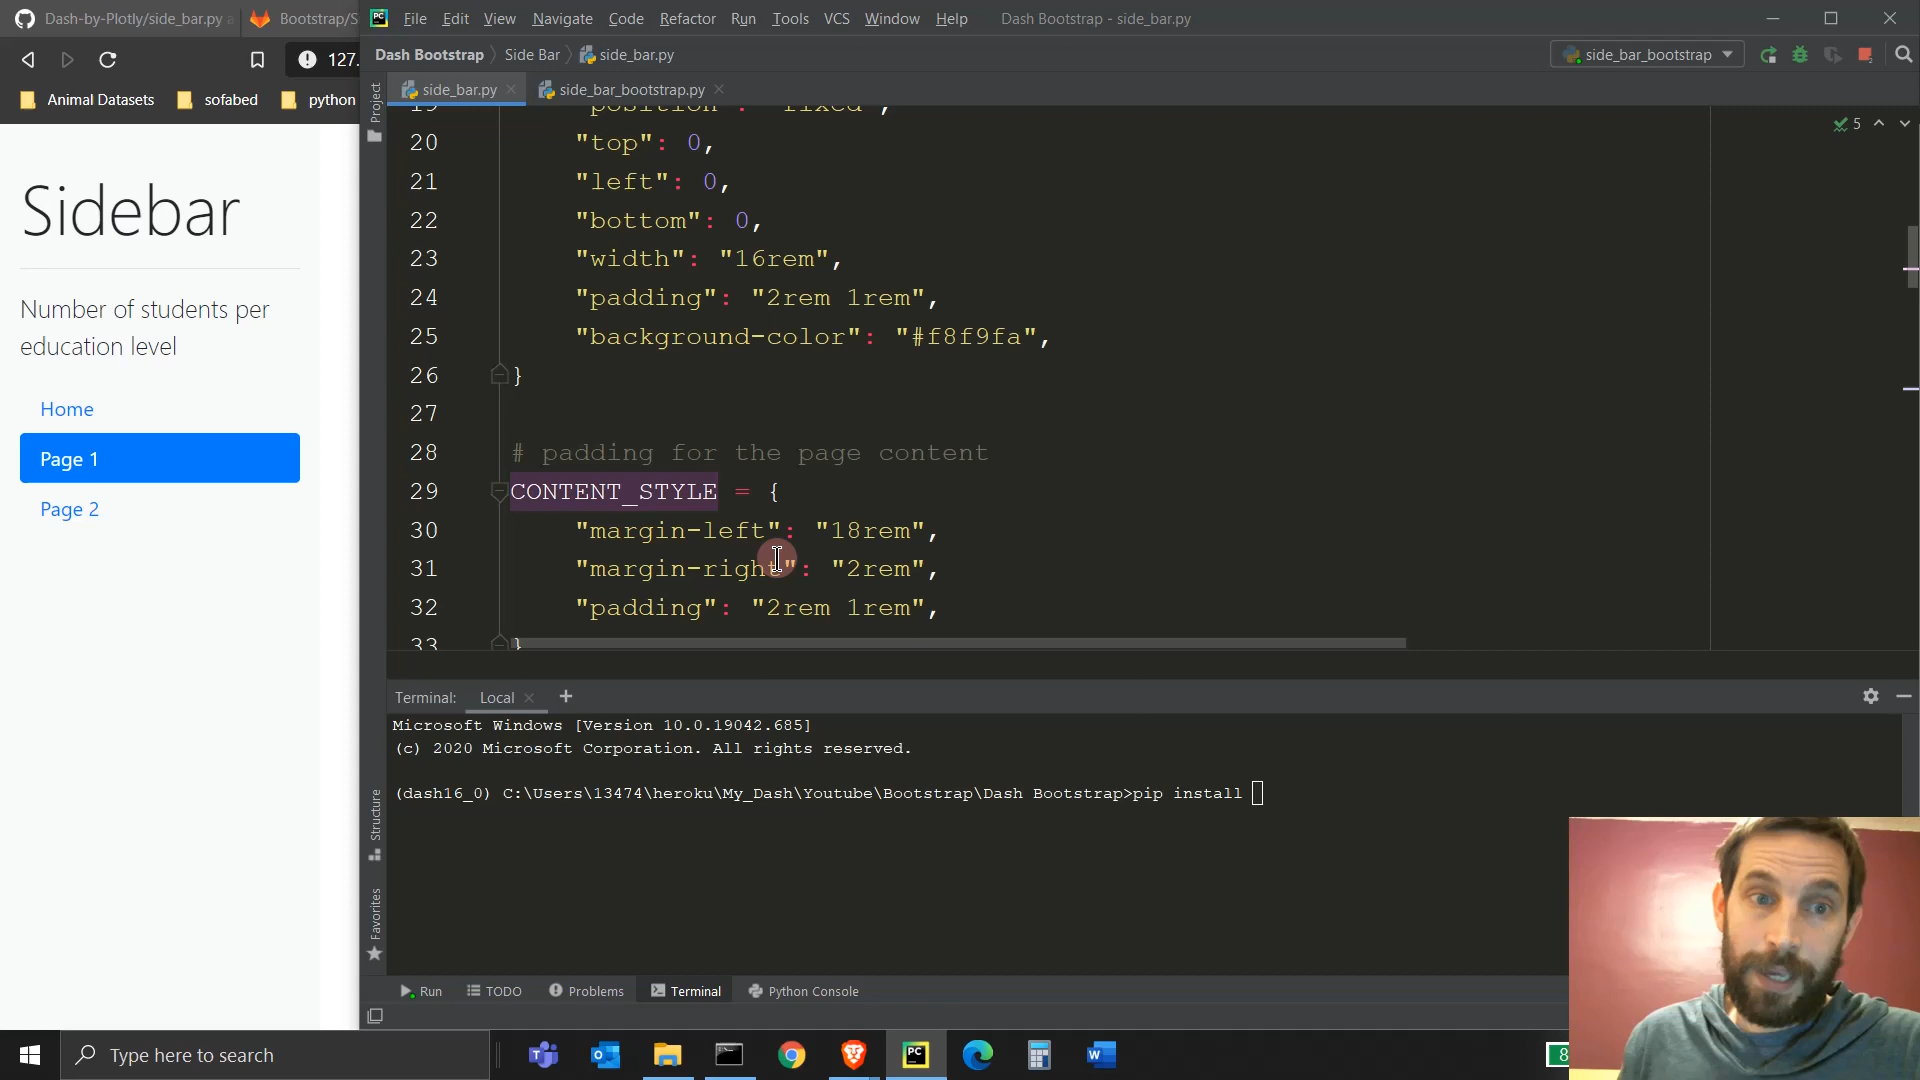 Dash-by-Plotly/side_bar.py a
Bootstrap/S
File Edit View Navigate Code Refactor Run Tools VCS Window Help
Dash Bootstrap - side_bar.py
127.
Dash Bootstrap Side Bar side_bar.py
side_bar_bootstrap
Animal Datasets sofabed python
side_bar.py side_bar_bootstrap.py
Project
5
19 "position": "fixed",
20 "top": 0,
21 "left": 0,
22 "bottom": 0,
23 "width": "16rem",
24 "padding": "2rem 1rem",
25 "background-color": "#f8f9fa",
26 }
27
28 # padding for the page content
29 CONTENT_STYLE = {
30 "margin-left": "18rem",
31 "margin-right": "2rem",
32 "padding": "2rem 1rem",
33 }
Sidebar
Number of students per
education level
Home
Page 1
Page 2
Terminal: Local
Microsoft Windows [Version 10.0.19042.685]
(c) 2020 Microsoft Corporation. All rights reserved.
(dash16_0) C:\Users\13474\heroku\My_Dash\Youtube\Bootstrap\Dash Bootstrap>pip install
Structure
Favorites
Run TODO Problems Terminal Python Console
Type here to search
8